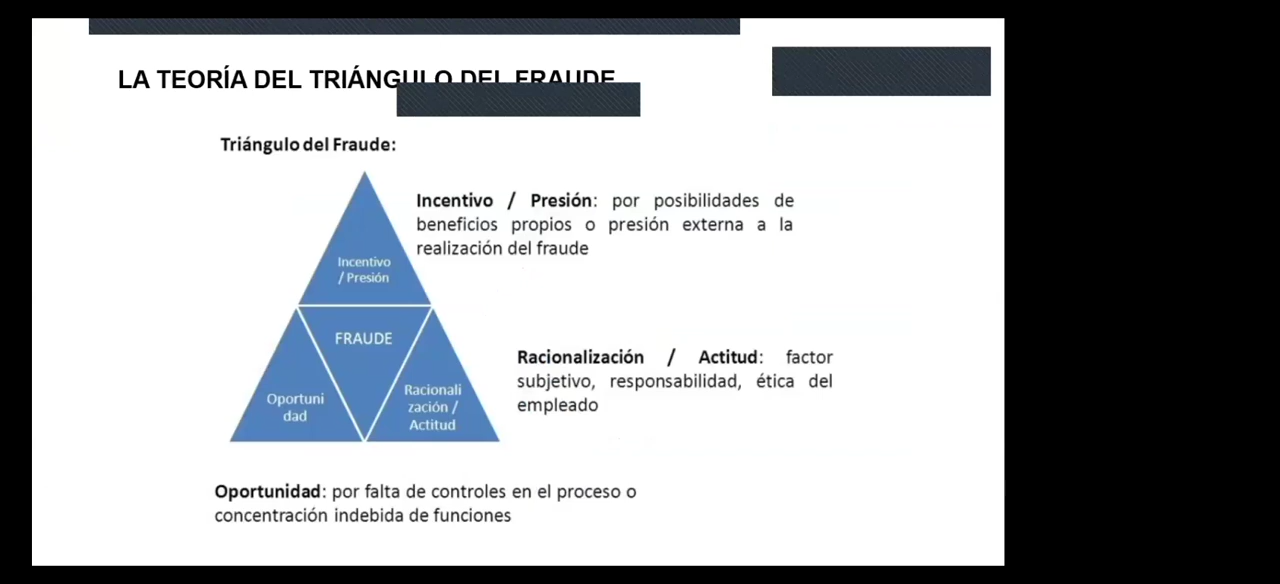 LA TEORÍA DEL TRIÁNGULO DEL FRAUDE
Triángulo del Fraude:
Incentivo / Presión: por posibilidades de
beneficios propios o presión externa a la
realización del fraude
Incentivo
/ Presión
FRAUDE
Racionalización / Actitud: factor
subjetivo, responsabilidad, ética del
empleado
Oportuni
dad
Racionali
zación /
Actitud
Oportunidad: por falta de controles en el proceso o
concentración indebida de funciones